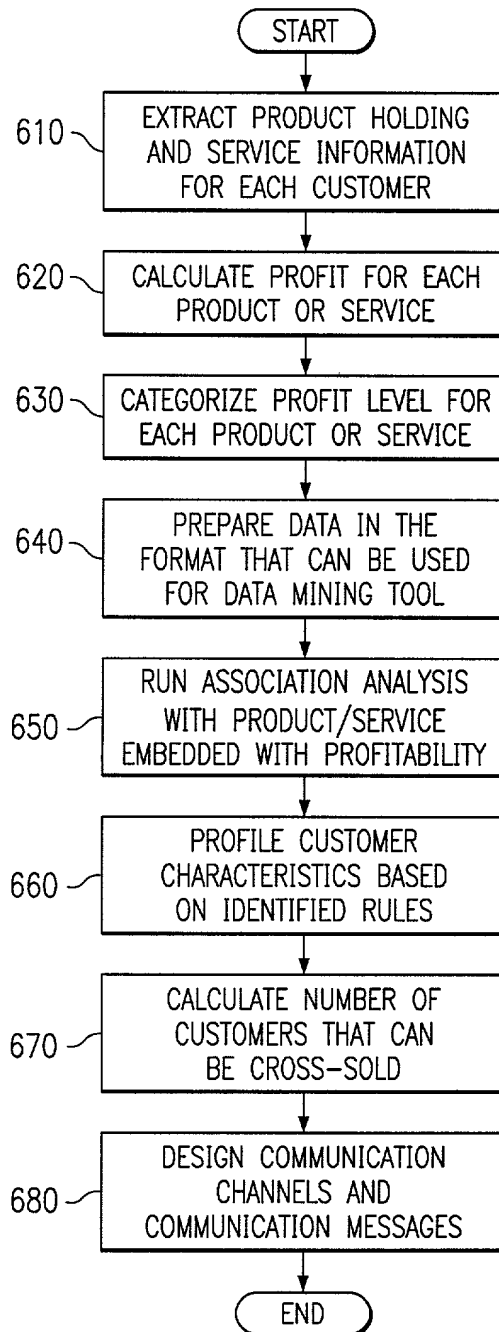 START
610
EXTRACT PRODUCT HOLDING
AND SERVICE INFORMATION
FOR EACH CUSTOMER
620
CALCULATE PROFIT FOR EACH
PRODUCT OR SERVICE
630
CATEGORIZE PROFIT LEVEL FOR
EACH PRODUCT OR SERVICE
640
PREPARE DATA IN THE
FORMAT THAT CAN BE USED
FOR DATA MINING TOOL
650
RUN ASSOCIATION ANALYSIS
WITH PRODUCT/SERVICE
EMBEDDED WITH PROFITABILITY
660
PROFILE CUSTOMER
CHARACTERISTICS BASED
ON IDENTIFIED RULES
670
CALCULATE NUMBER OF
CUSTOMERS THAT CAN
BE CROSS-SOLD
680
DESIGN COMMUNICATION
CHANNELS AND
COMMUNICATION MESSAGES
END